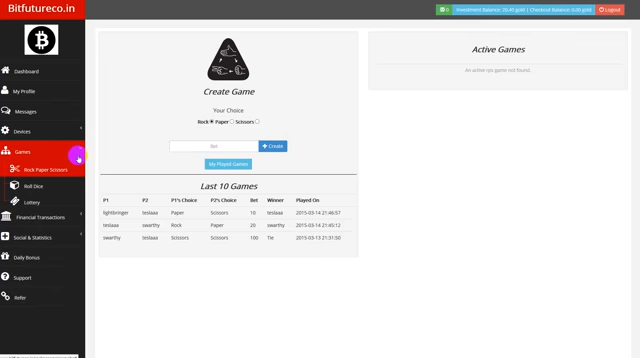 Bitfutureco.in
0 Investment Balance: 20.40 gold | Checkout Balance: 0.00 gold Logout
Dashboard
My Profile
Messages
Devices
Games
Rock Paper Scissors
Roll Dice
Lottery
Financial Transactions
Social & Statistics
Daily Bonus
Support
Refer
Create Game
Your Choice
Rock Paper Scissors
Bet + Create
My Played Games
Last 10 Games
P1 P2 P1's Choice P2's Choice Bet Winner Played On
lightbringer teslaaa Paper Scissors 10 teslaaa 2015-03-14 21:46:57
teslaaa swarthy Rock Paper 20 swarthy 2015-03-14 21:45:12
swarthy teslaaa Scissors Scissors 100 Tie 2015-03-13 21:31:50
Active Games
An active rps game not found.